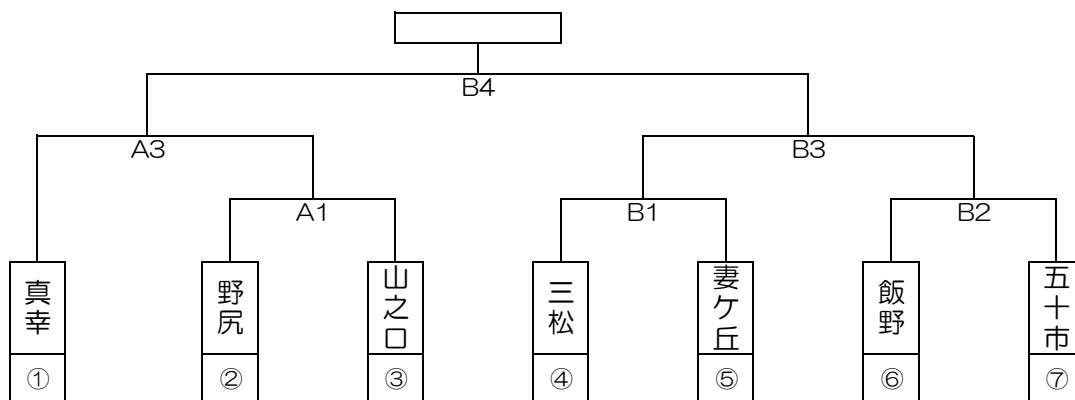 B4
A3
B3
A1
B1
B2
真幸
野尻
山之口
三松
妻ケ丘
飯野
五十市
①
②
③
④
⑤
⑥
⑦